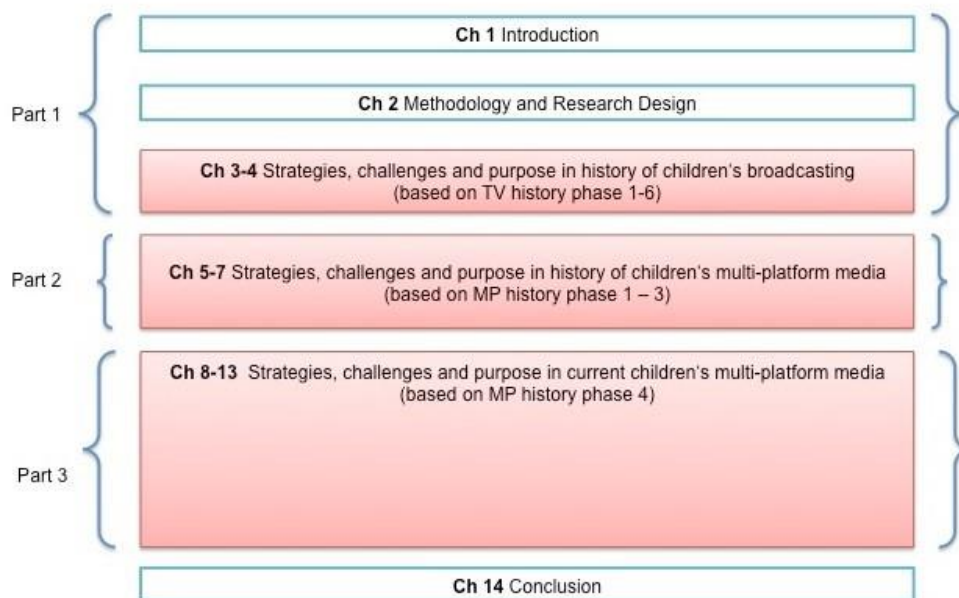 Ch 1 Introduction
Part 1
Ch 2 Methodology and Research Design
Ch 3-4 Strategies, challenges and purpose in history of children's broadcasting
(based on TV history phase 1-6)
Part 2
Ch 5-7 Strategies, challenges and purpose in history of children's multi-platform media
(based on MP history phase 1 – 3)
Part 3
Ch 8-13 Strategies, challenges and purpose in current children's multi-platform media
(based on MP history phase 4)
Ch 14 Conclusion